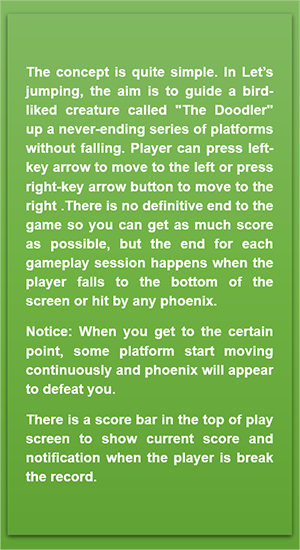 The concept is quite simple. In Let's
jumping, the aim is to guide a bird-
liked creature called "The Doodler"
up a never-ending series of platforms
without falling. Player can press left-
key arrow to move to the left or press
right-key arrow button to move to the
right .There is no definitive end to the
game so you can get as much score
as possible, but the end for each
gameplay session happens when the
player falls to the bottom of the
screen or hit by any phoenix.
Notice: When you get to the certain
point, some platform start moving
continuously and phoenix will appear
to defeat you.
There is a score bar in the top of play
screen to show current score and
notification when the player is break
the record.